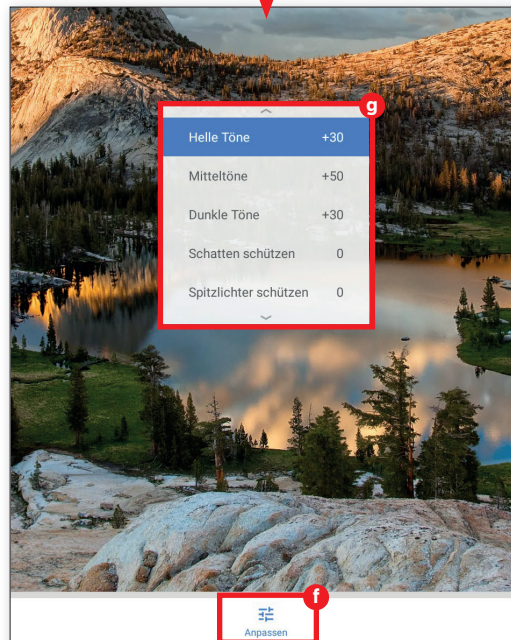 g
Helle Töne +30
Mitteltöne +50
Dunkle Töne +30
Schatten schützen 0
Spitzlichter schützen 0
f
Anpassen